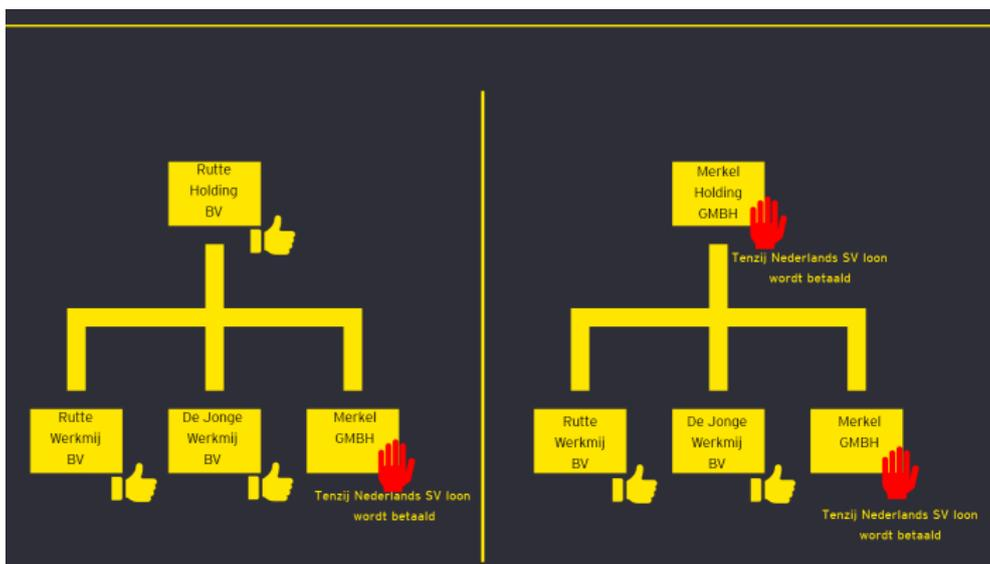 Rutte
Holding
BV
Merkel
Holding
GMBH
Tenzij Nederlands SV loon
wordt betaald
Rutte
Werkmij
BV
De Jonge
Werkmij
BV
Merkel
GMBH
Tenzij Nederlands SV loon
wordt betaald
Rutte
Werkmij
BV
De Jonge
Werkmij
BV
Merkel
GMBH
Tenzij Nederlands SV loon
wordt betaald